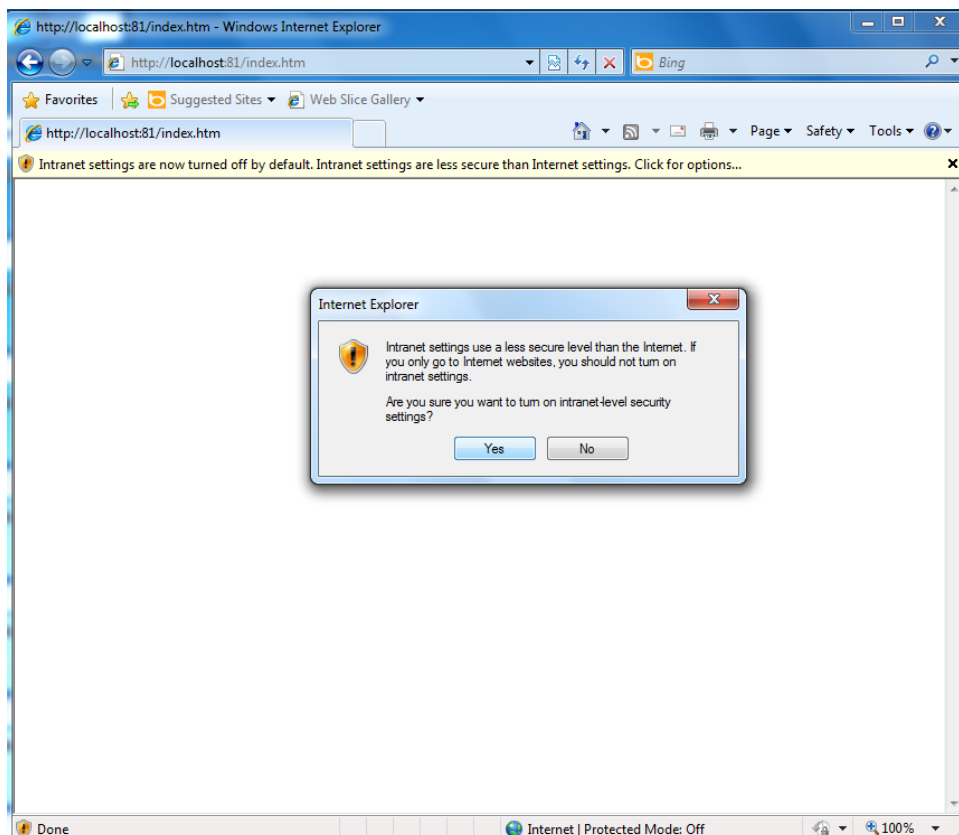 http://localhost:81/index.htm - Windows Internet Explorer
http://localhost:81/index.htm
Bing
Favorites
Suggested Sites
Web Slice Gallery
http://localhost:81/index.htm
Page
Safety
Tools
Intranet settings are now turned off by default. Intranet settings are less secure than Internet settings. Click for options...
Internet Explorer
Intranet settings use a less secure level than the Internet. If
you only go to Internet websites, you should not turn on
intranet settings.
Are you sure you want to turn on intranet-level security
settings?
Yes
No
Done
Internet | Protected Mode: Off
100%